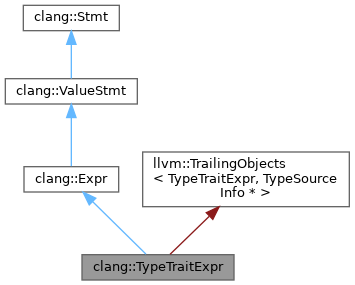 clang::Stmt
clang::ValueStmt
clang::Expr
llvm::TrailingObjects
< TypeTraitExpr, TypeSource
Info * >
clang::TypeTraitExpr